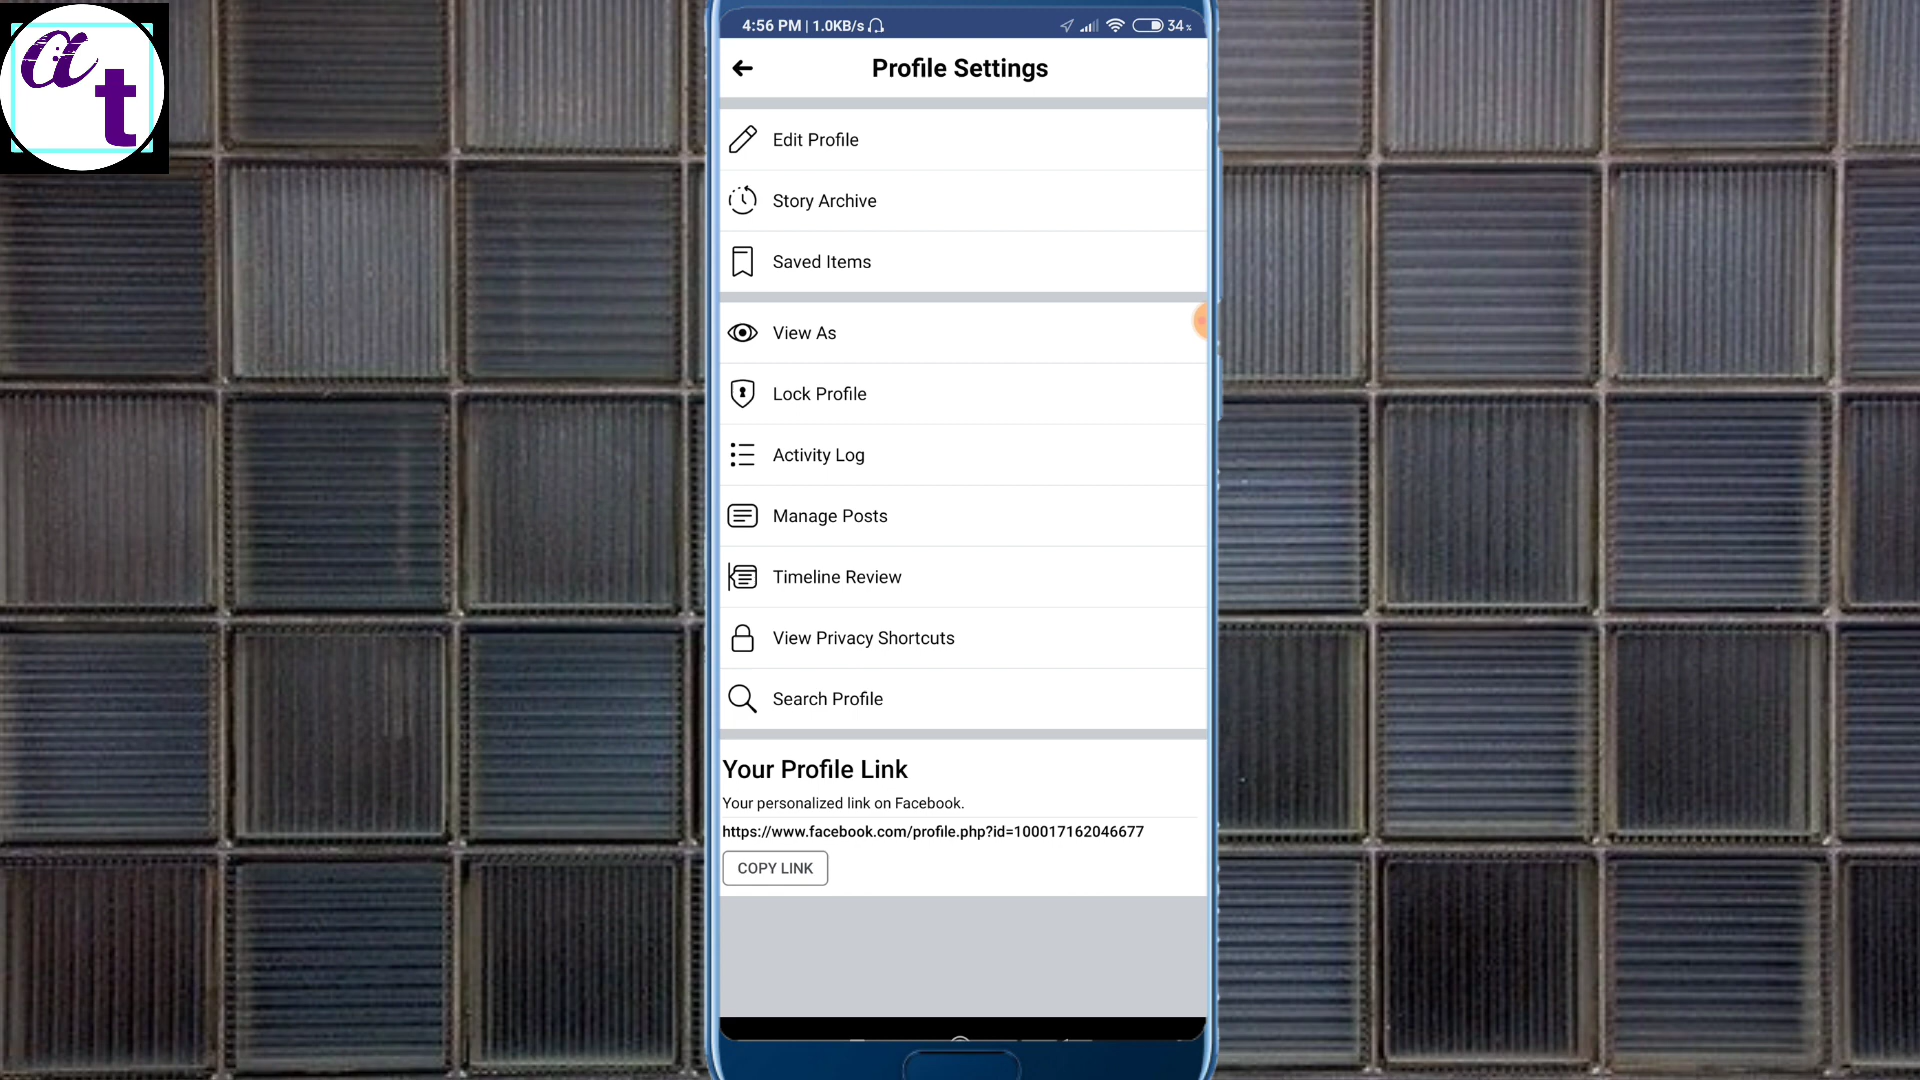 at
4:56 PM | 1.0KB/s
34%
Profile Settings
Edit Profile
Story Archive
Saved Items
View As
Lock Profile
Activity Log
Manage Posts
Timeline Review
View Privacy Shortcuts
Search Profile
Your Profile Link
Your personalized link on Facebook.
https://www.facebook.com/profile.php?id=100017162046677
COPY LINK